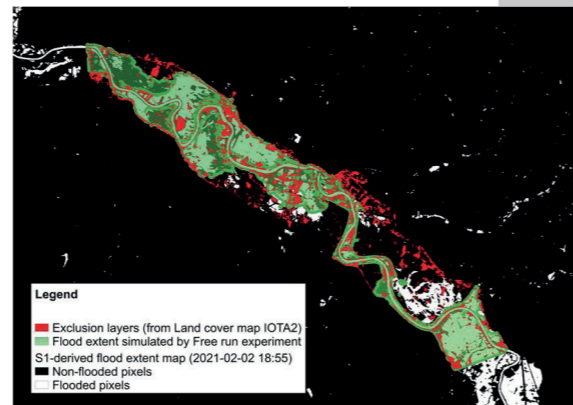 Legend
Exclusion layers (from Land cover map IOTA2)
Flood extent simulated by Free run experiment
S1-derived flood extent map (2021-02-02 18:55)
Non-flooded pixels
Flooded pixels